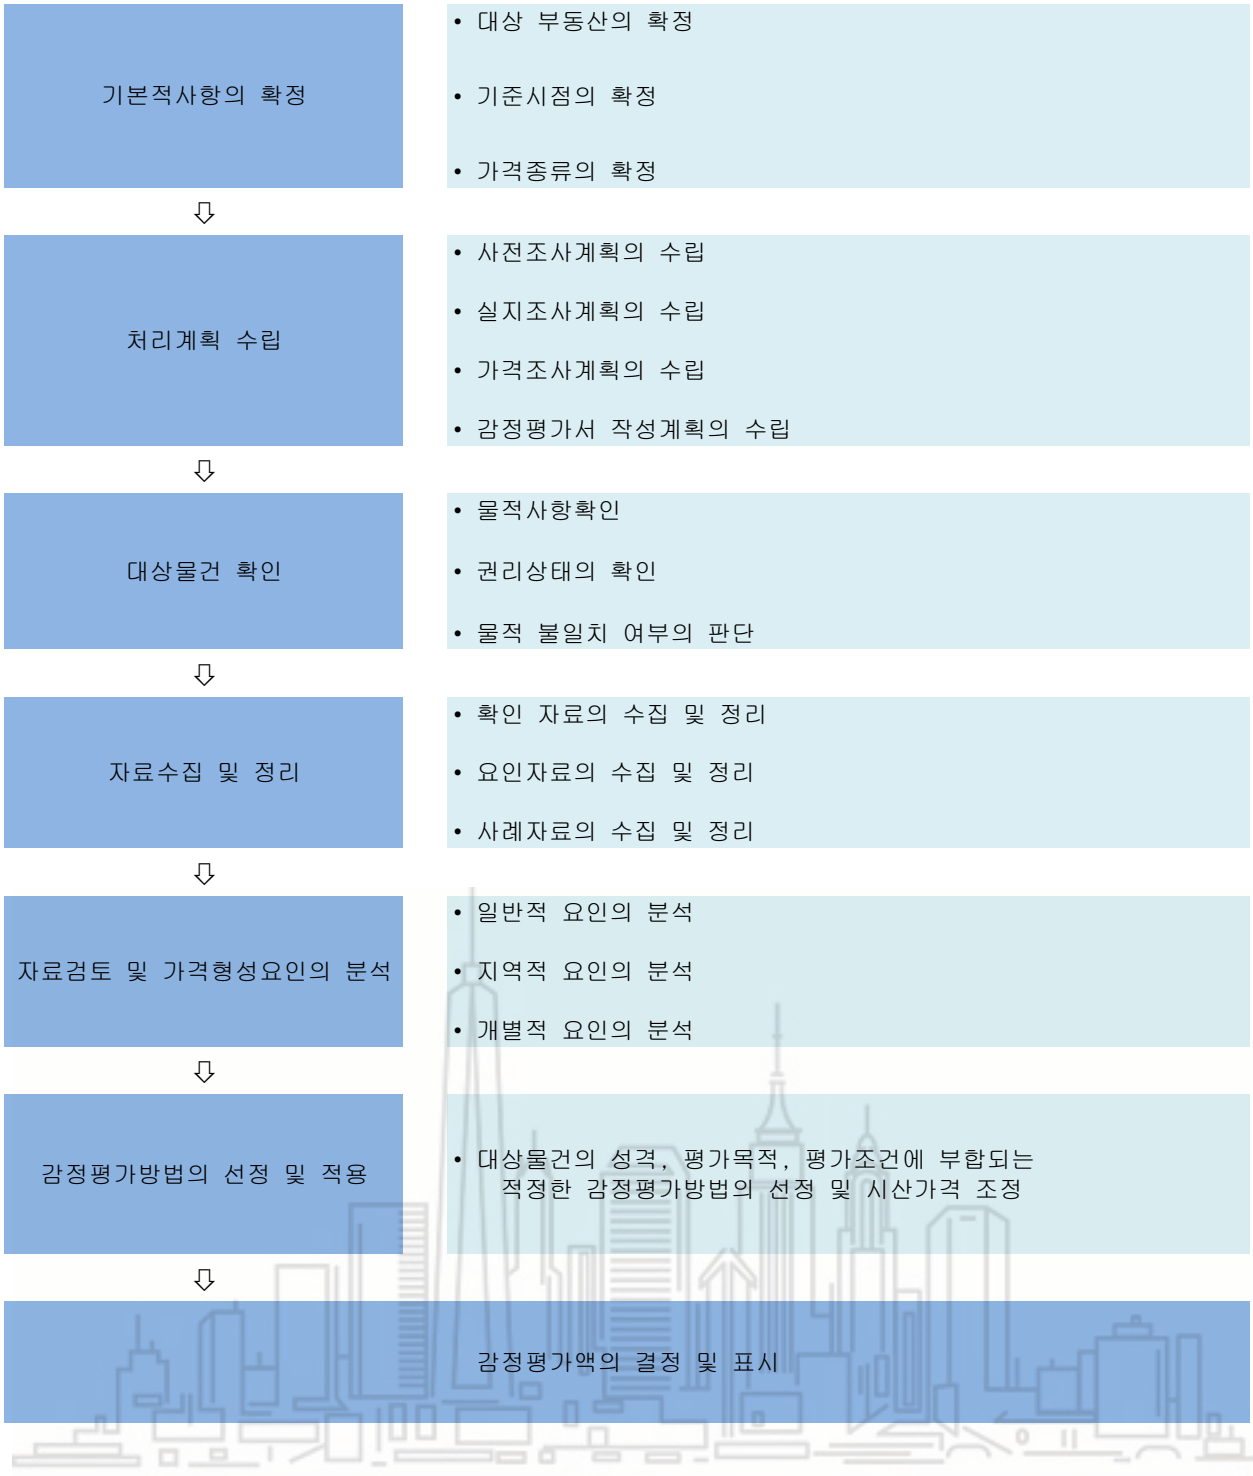 기본적사항의 확정
• 대상 부동산의 확정
• 기준시점의 확정
• 가격종류의 확정
처리계획 수립
• 사전조사계획의 수립
• 실지조사계획의 수립
• 가격조사계획의 수립
• 감정평가서 작성계획의 수립
대상물건 확인
• 물적사항확인
• 권리상태의 확인
• 물적 불일치 여부의 판단
자료수집 및 정리
• 확인 자료의 수집 및 정리
• 요인자료의 수집 및 정리
• 사례자료의 수집 및 정리
자료검토 및 가격형성요인의 분석
• 일반적 요인의 분석
• 지역적 요인의 분석
• 개별적 요인의 분석
감정평가방법의 선정 및 적용
• 대상물건의 성격, 평가목적, 평가조건에 부합되는
적정한 감정평가방법의 선정 및 시산가격 조정
감정평가액의 결정 및 표시